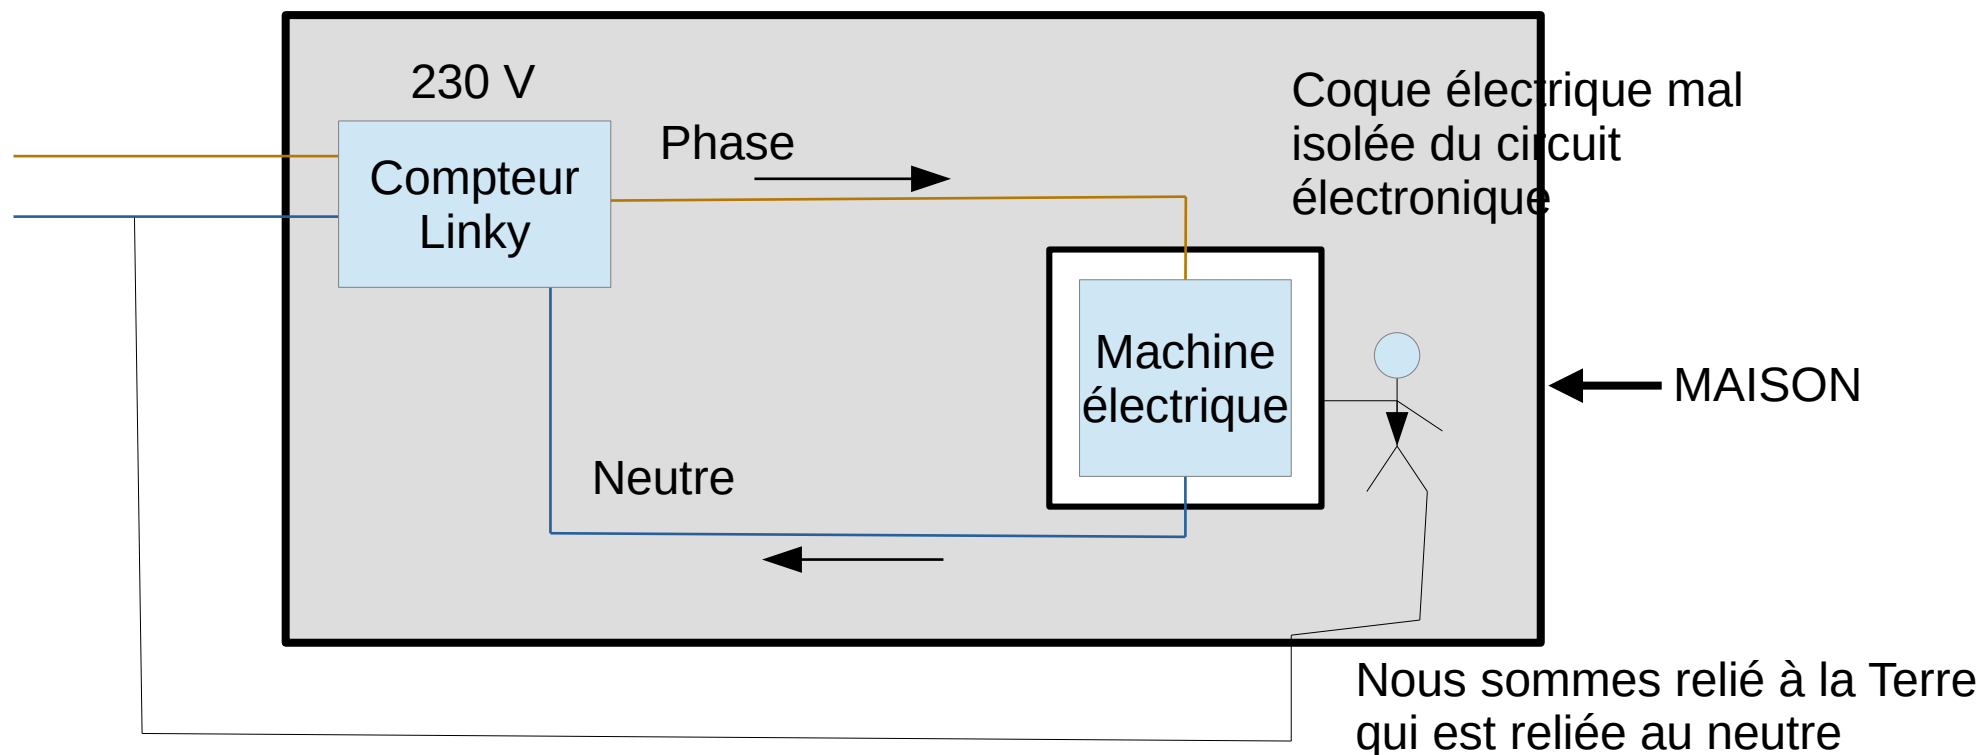 230 V
Compteur
Linky
Phase
Coque électrique mal
isolée du circuit
électronique
Machine
électrique
MAISON
Neutre
Nous sommes relié à la Terre
qui est reliée au neutre